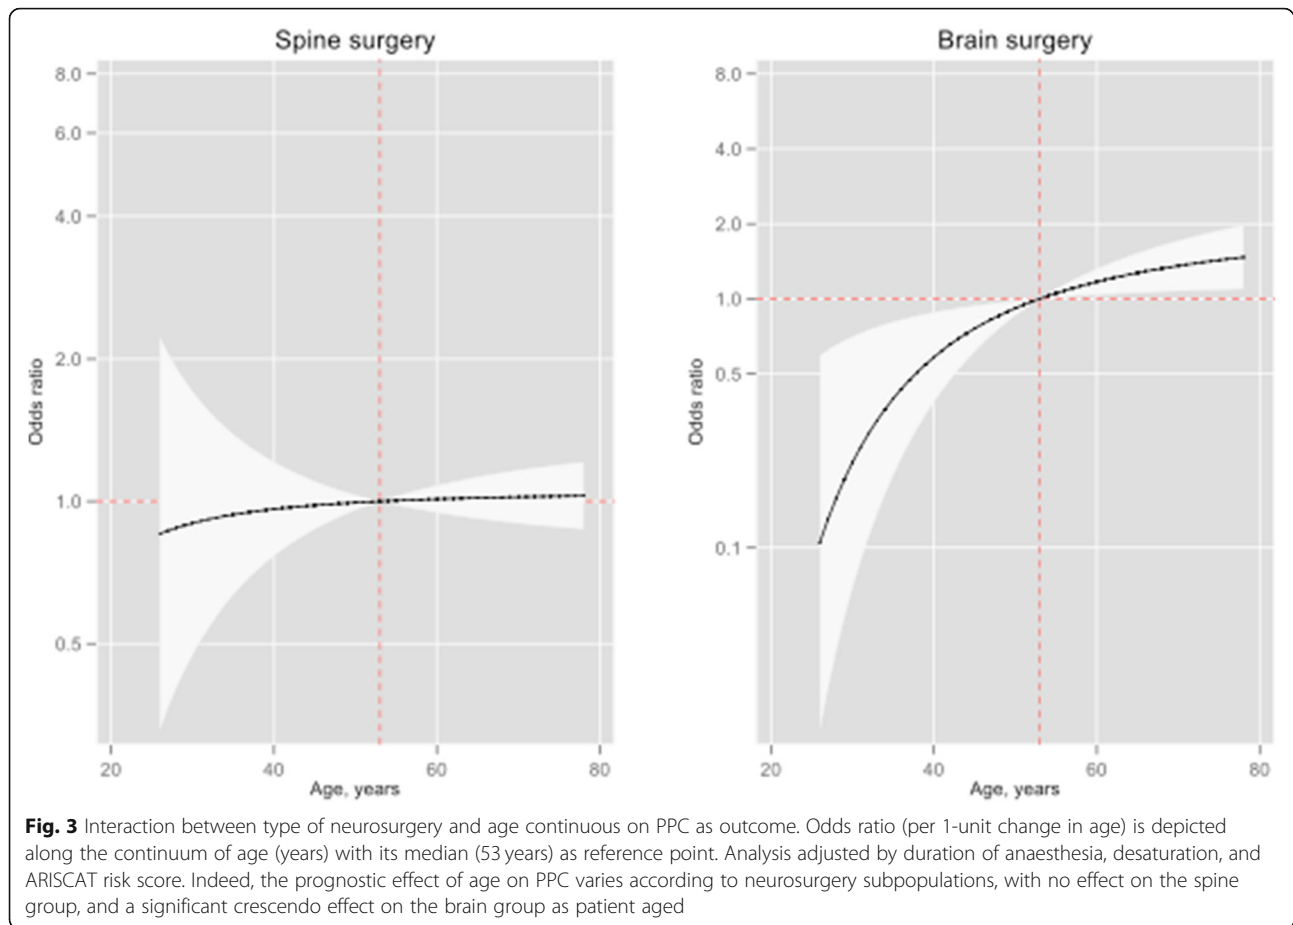 Spine surgery
8.0
6.0
4.0
2.0
1.0
0.5
Odds ratio
20 40 60 80
Age, years
Brain surgery
8.0
4.0
2.0
1.0
0.5
0.1
Odds ratio
20 40 60 80
Age, years
Fig. 3 Interaction between type of neurosurgery and age continuous on PPC as outcome. Odds ratio (per 1-unit change in age) is depicted
along the continuum of age (years) with its median (53 years) as reference point. Analysis adjusted by duration of anaesthesia, desaturation, and
ARISCAT risk score. Indeed, the prognostic effect of age on PPC varies according to neurosurgery subpopulations, with no effect on the spine
group, and a significant crescendo effect on the brain group as patient aged